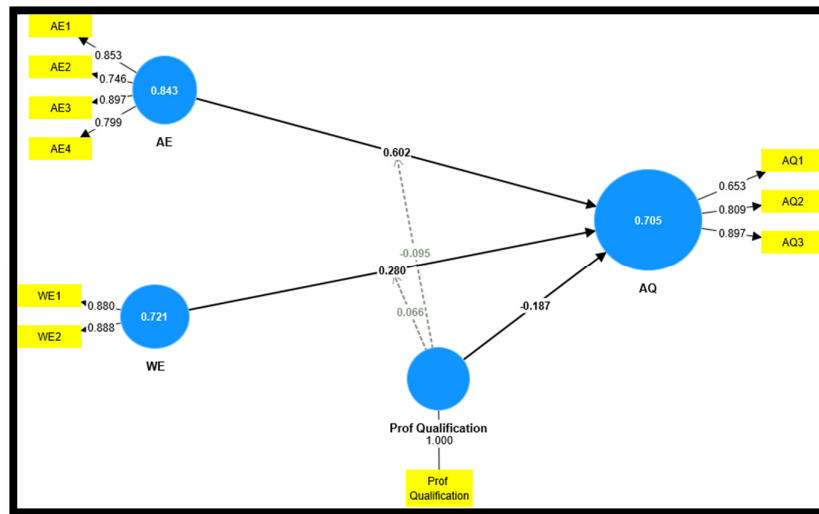 AE1
0.853
AE2
0.746
AE3
0.897
AE4
0.799
0.843
AE
0.602
AQ1
0.653
AQ2
0.809
AQ3
0.897
0.705
AQ
-0.095
0.280
0.066
-0.187
WE1
0.880
WE2
0.888
0.721
WE
Prof Qualification
1.000
Prof
Qualification